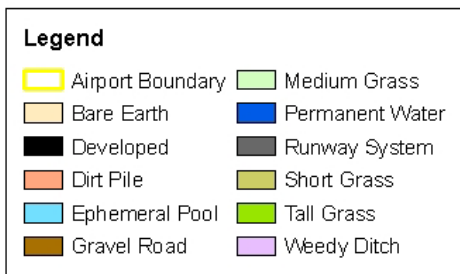 Legend
Airport Boundary
Bare Earth
Developed
Dirt Pile
Ephemeral Pool
Gravel Road
Medium Grass
Permanent Water
Runway System
Short Grass
Tall Grass
Weedy Ditch